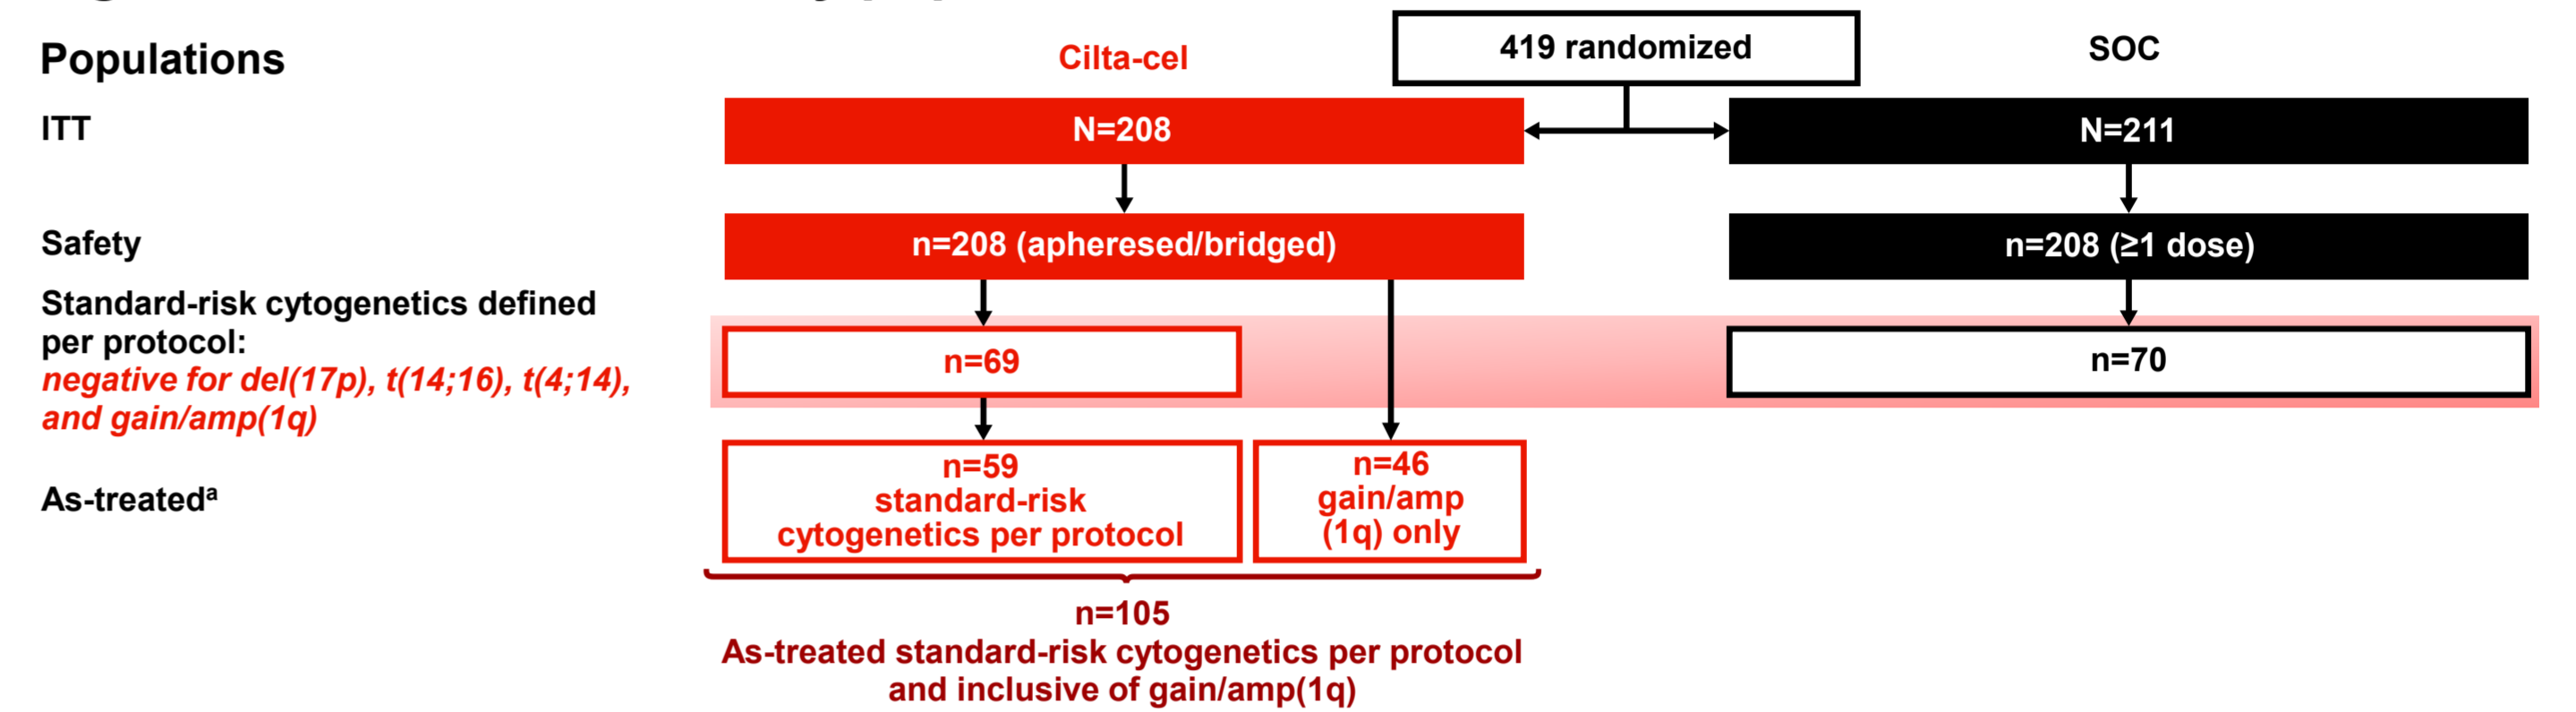 419 randomized
Populations
Cilta-cel
SOC
ITT
N=208
N=211
Safety
n=208 (apheresed/bridged)
n=208 (≥1 dose)
Standard-risk cytogenetics defined
per protocol:
negative for del(17p), t(14;16), t(4;14),
and gain/amp(1q)
n=69
n=70
As-treatedᵃ
n=59
standard-risk
cytogenetics per protocol
n=46
gain/amp
(1q) only
n=105
As-treated standard-risk cytogenetics per protocol
and inclusive of gain/amp(1q)